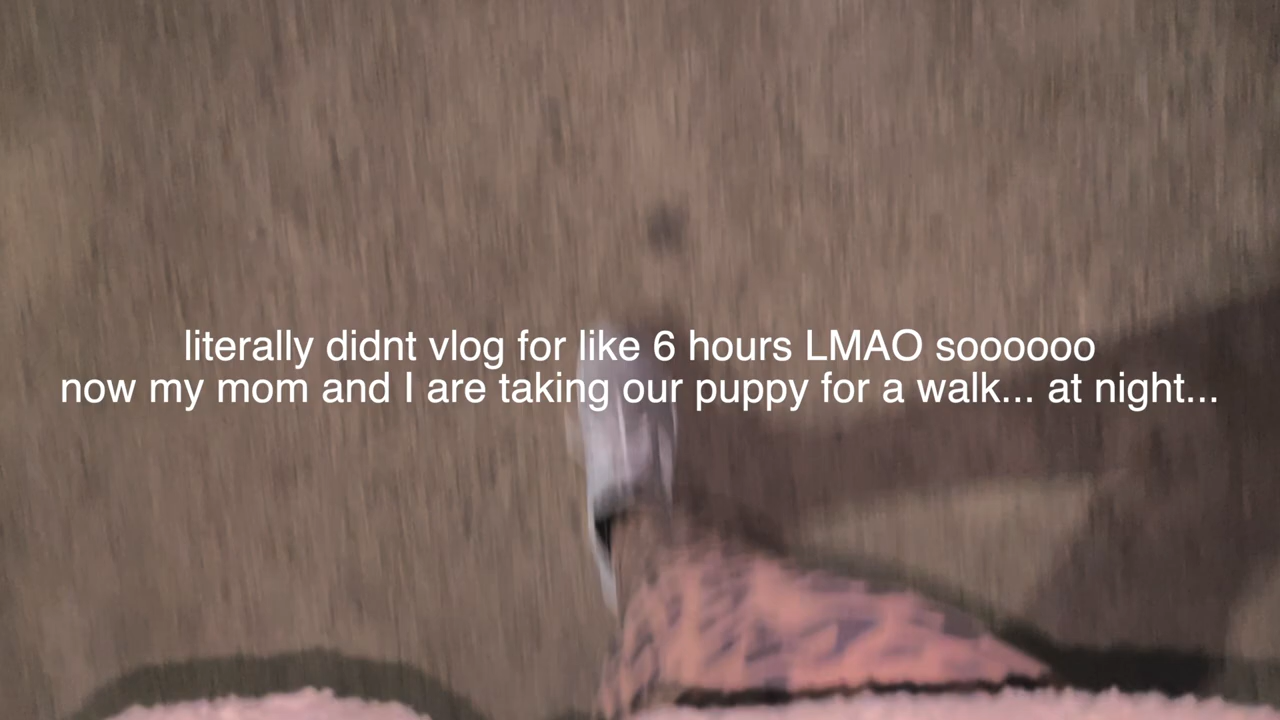 literally didnt vlog for like 6 hours LMAO soooooo
now my mom and I are taking our puppy for a walk... at night...